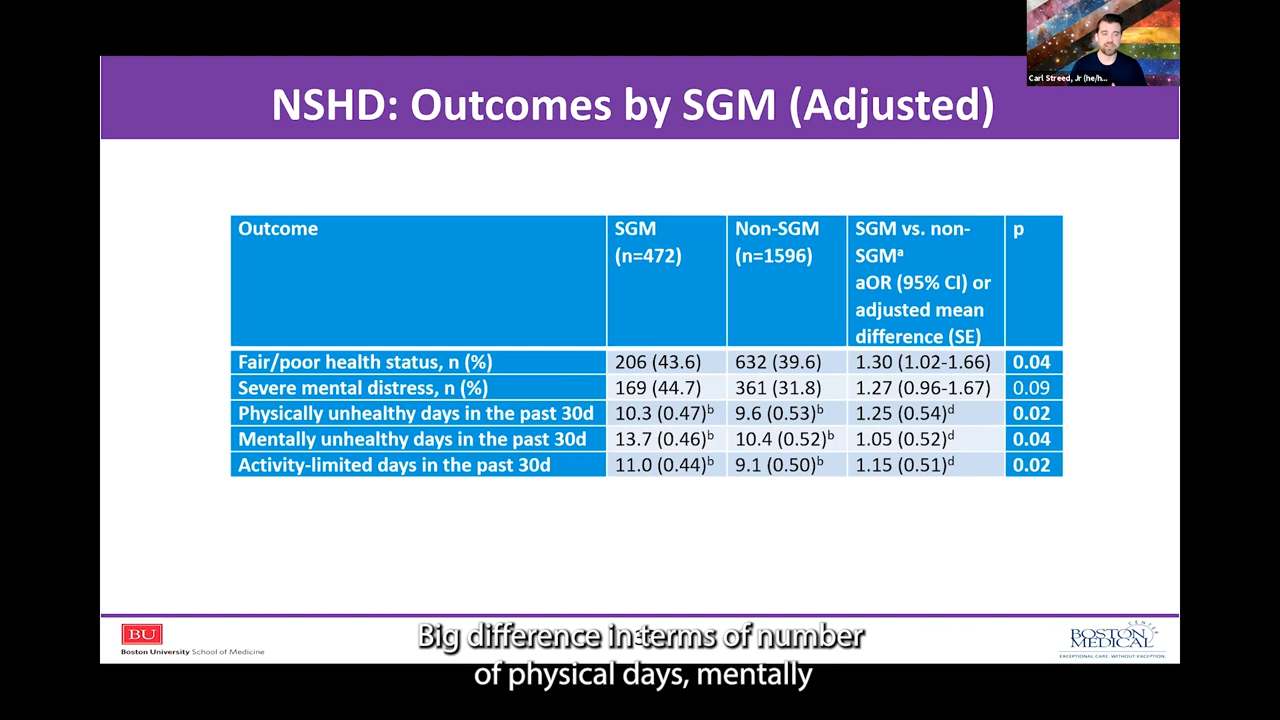 Carl Streed, Jr (he/h...
NSHD: Outcomes by SGM (Adjusted)
Outcome
SGM
(n=472)
Non-SGM
(n=1596)
SGM vs. non-
SGMᵃ
aOR (95% CI) or
adjusted mean
difference (SE)
p
Fair/poor health status, n (%) 206 (43.6) 632 (39.6) 1.30 (1.02-1.66) 0.04
Severe mental distress, n (%) 169 (44.7) 361 (31.8) 1.27 (0.96-1.67) 0.09
Physically unhealthy days in the past 30d 10.3 (0.47)ᵇ 9.6 (0.53)ᵇ 1.25 (0.54)ᵈ 0.02
Mentally unhealthy days in the past 30d 13.7 (0.46)ᵇ 10.4 (0.52)ᵇ 1.05 (0.52)ᵈ 0.04
Activity-limited days in the past 30d 11.0 (0.44)ᵇ 9.1 (0.50)ᵇ 1.15 (0.51)ᵈ 0.02
BU
Boston University School of Medicine
Big difference in terms of number
of physical days, mentally
BOSTON
MEDICAL
CENTER
EXCEPTIONAL CARE. WITHOUT EXCEPTION.